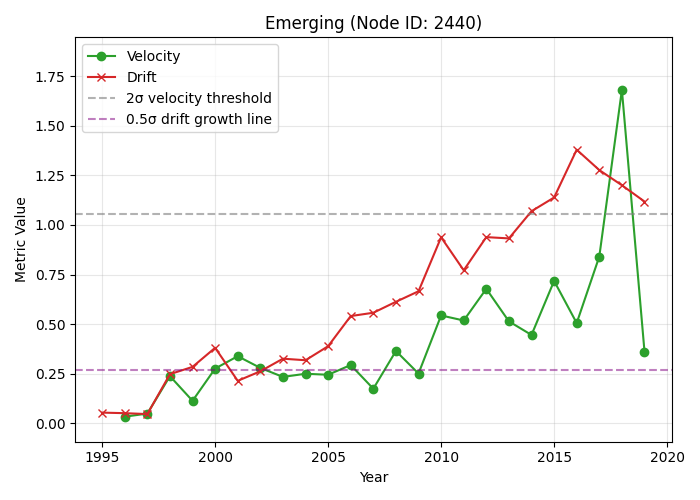 Emerging (Node ID: 2440)
Velocity
Drift
2σ velocity threshold
0.5σ drift growth line
Metric Value
1.75
1.50
1.25
1.00
0.75
0.50
0.25
0.00
1995
2000
2005
2010
2015
2020
Year